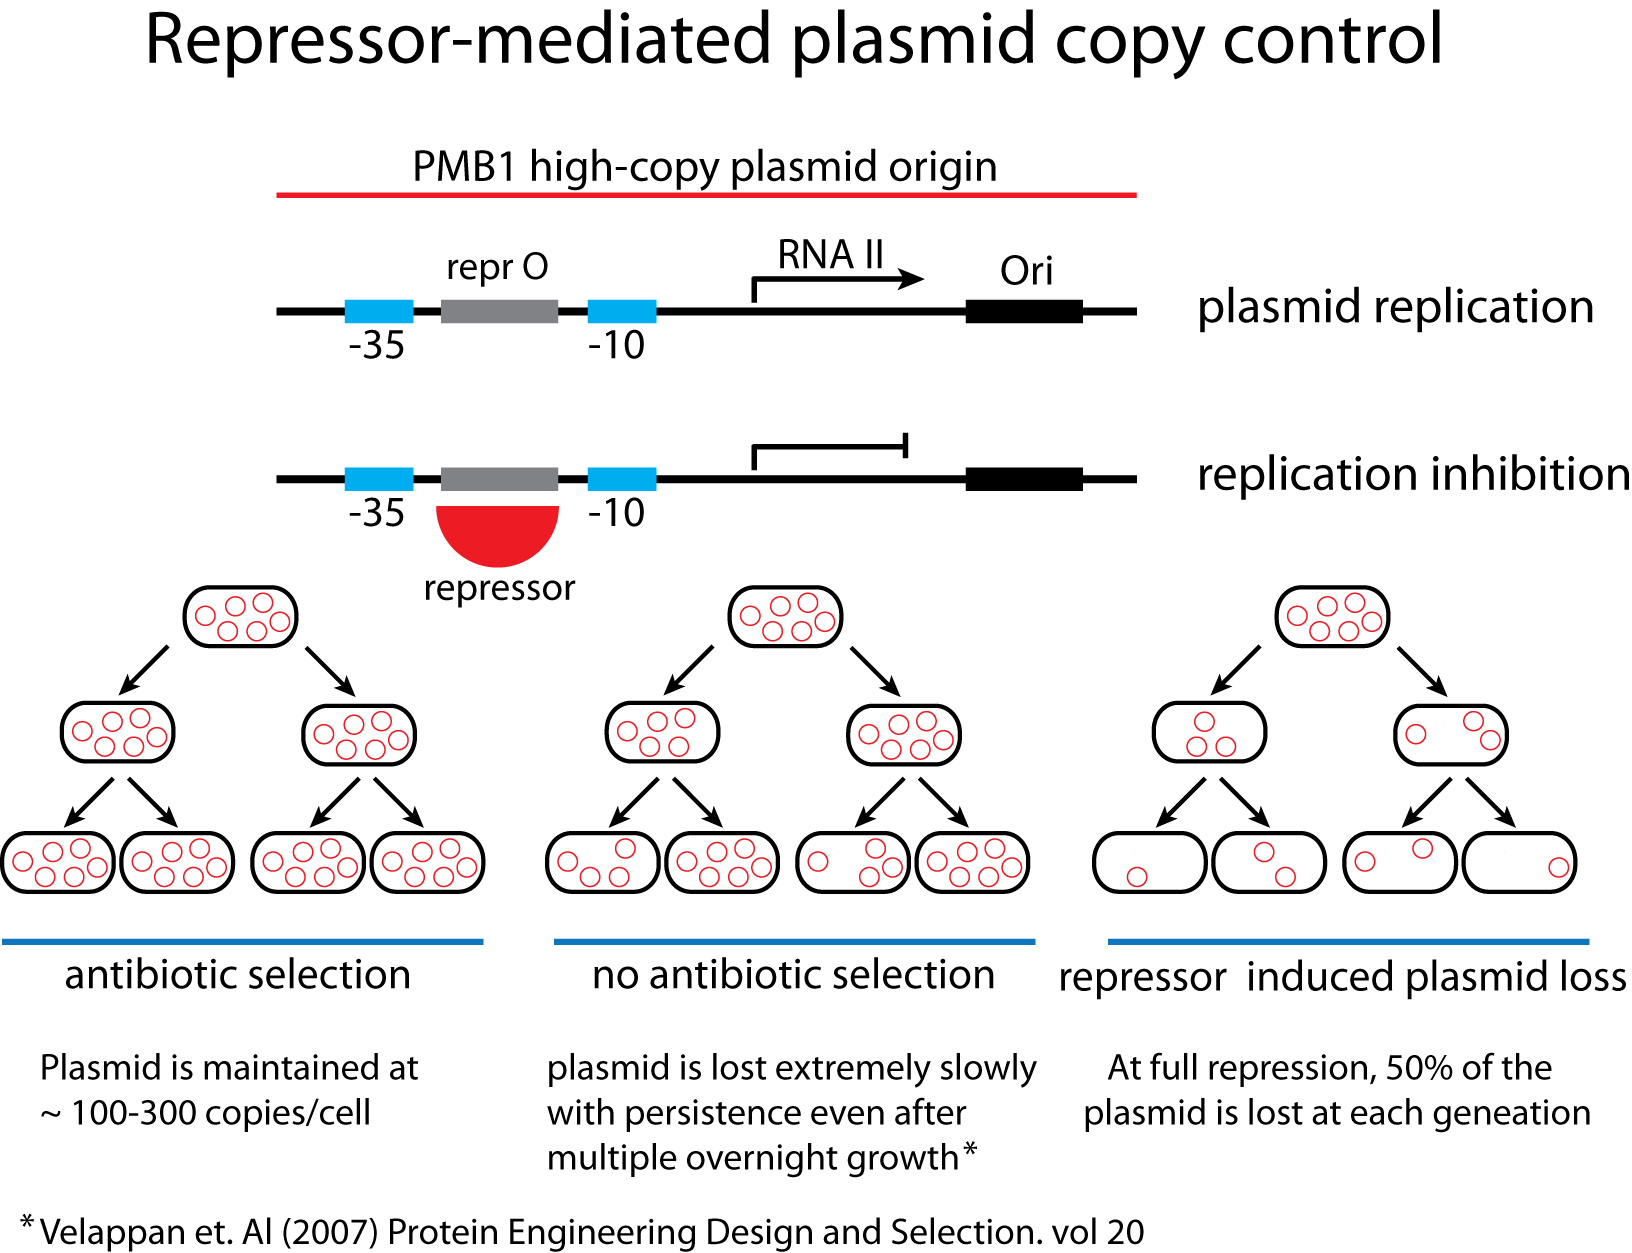 Repressor-mediated plasmid copy control
PMB1 high-copy plasmid origin
repr O
RNA II
Ori
-35
-10
plasmid replication
-35
-10
replication inhibition
repressor
antibiotic selection
no antibiotic selection
repressor induced plasmid loss
Plasmid is maintained at
~ 100-300 copies/cell
plasmid is lost extremely slowly
with persistence even after
multiple overnight growth*
At full repression, 50% of the
plasmid is lost at each geneation
*Velappan et. Al (2007) Protein Engineering Design and Selection. vol 20